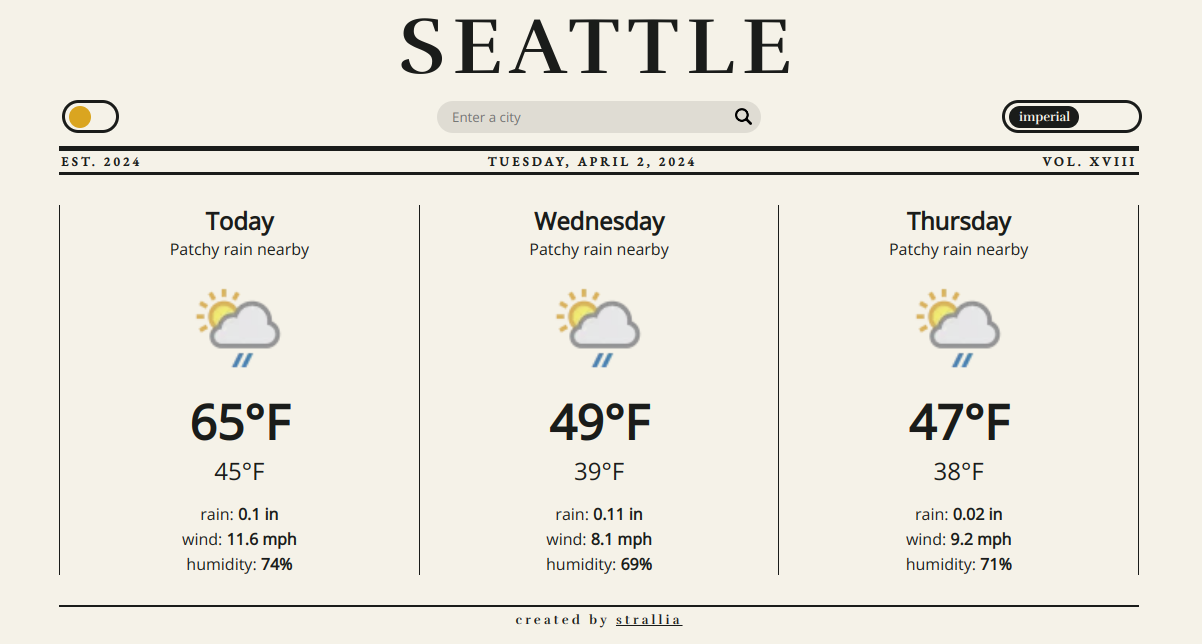 SEATTLE
Enter a city
imperial
EST. 2024
TUESDAY, APRIL 2, 2024
VOL. XVIII
Today
Patchy rain nearby
65°F
45°F
rain: 0.1 in
wind: 11.6 mph
humidity: 74%
Wednesday
Patchy rain nearby
49°F
39°F
rain: 0.11 in
wind: 8.1 mph
humidity: 69%
Thursday
Patchy rain nearby
47°F
38°F
rain: 0.02 in
wind: 9.2 mph
humidity: 71%
created by strallia